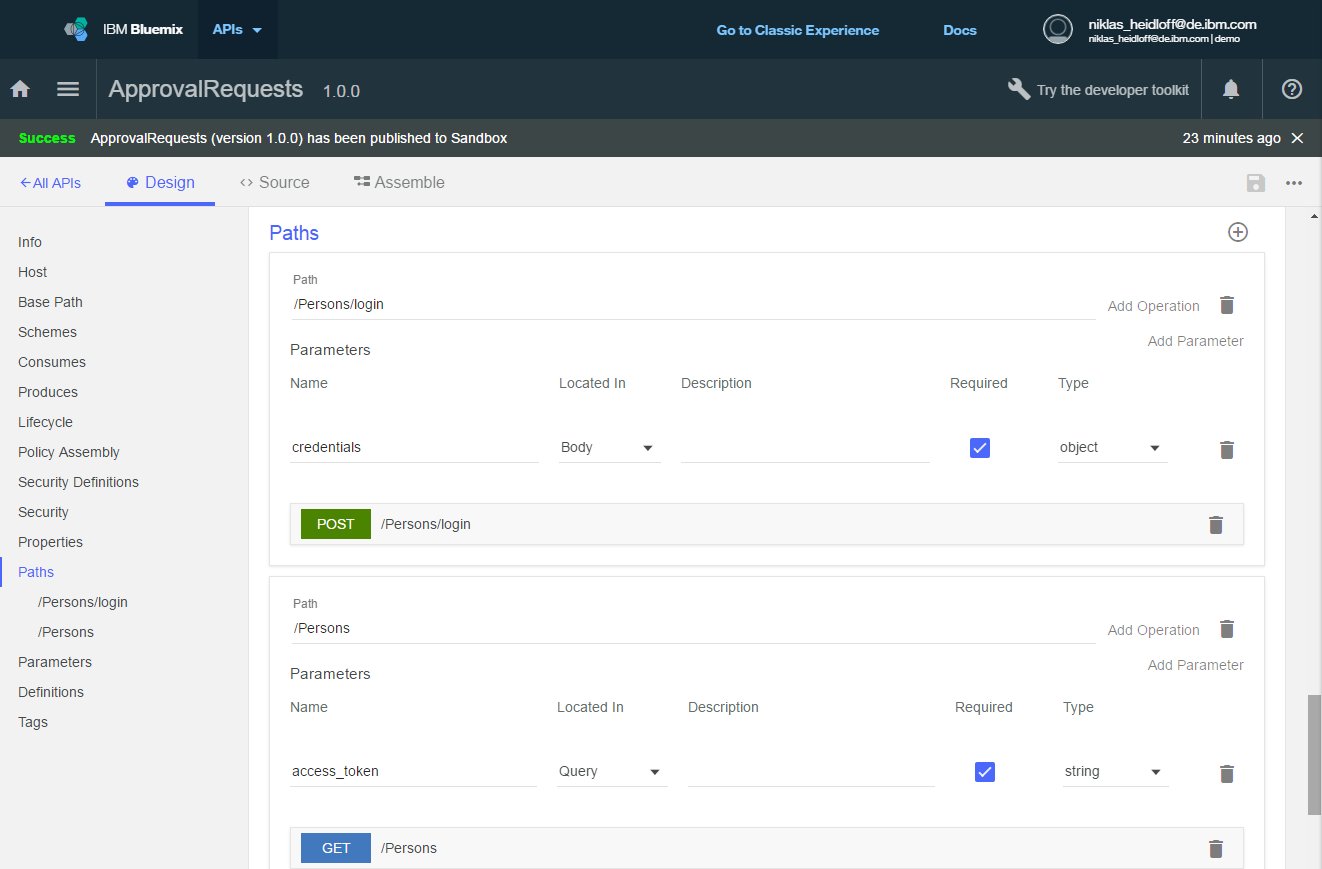 IBM Bluemix APIs Go to Classic Experience Docs niklas_heidloff@de.ibm.com
niklas_heidloff@de.ibm.com | demo
ApprovalRequests 1.0.0 Try the developer toolkit
Success ApprovalRequests (version 1.0.0) has been published to Sandbox 23 minutes ago
All APIs Design Source Assemble
Info
Host
Base Path
Schemes
Consumes
Produces
Lifecycle
Policy Assembly
Security Definitions
Security
Properties
Paths
/Persons/login
/Persons
Parameters
Definitions
Tags
Paths
Path
/Persons/login Add Operation
Add Parameter
Parameters
Name Located In Description Required Type
credentials Body object
POST /Persons/login
Path
/Persons Add Operation
Add Parameter
Parameters
Name Located In Description Required Type
access_token Query string
GET /Persons